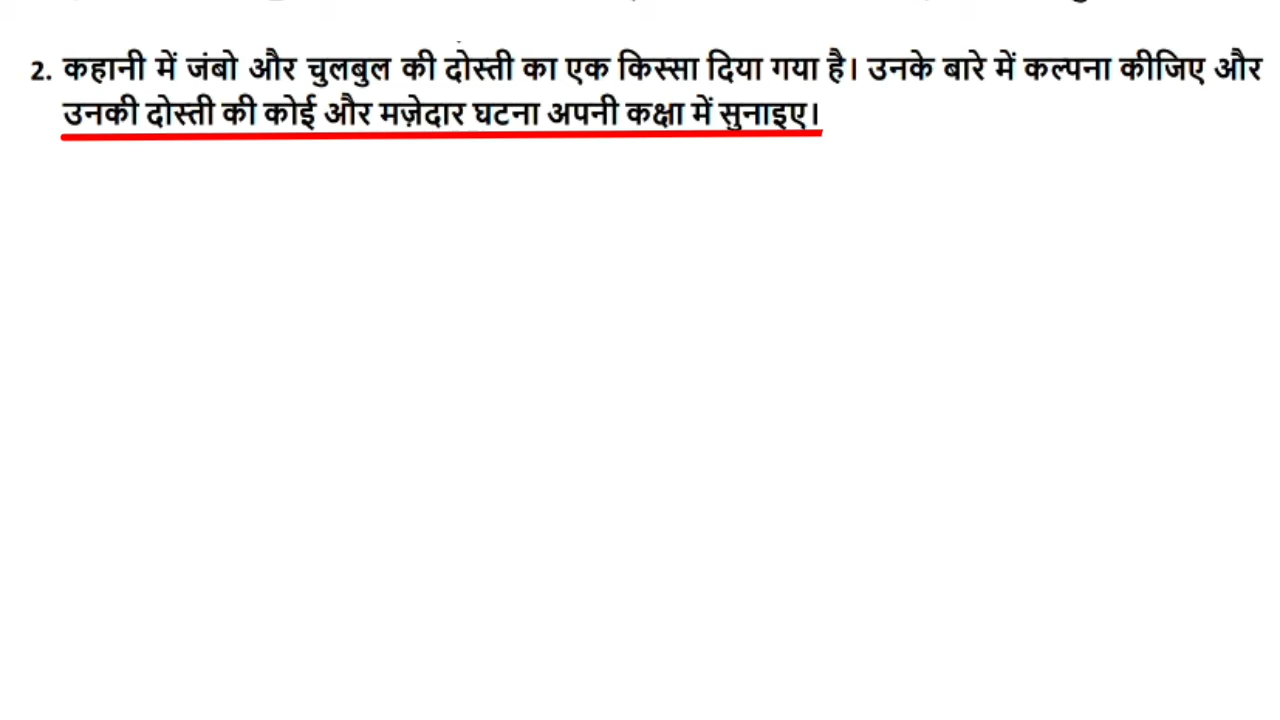 2. कहानी में जंबो और चुलबुल की दोस्ती का एक किस्सा दिया गया है। उनके बारे में कल्पना कीजिए और
उनकी दोस्ती की कोई और मज़ेदार घटना अपनी कक्षा में सुनाइए।